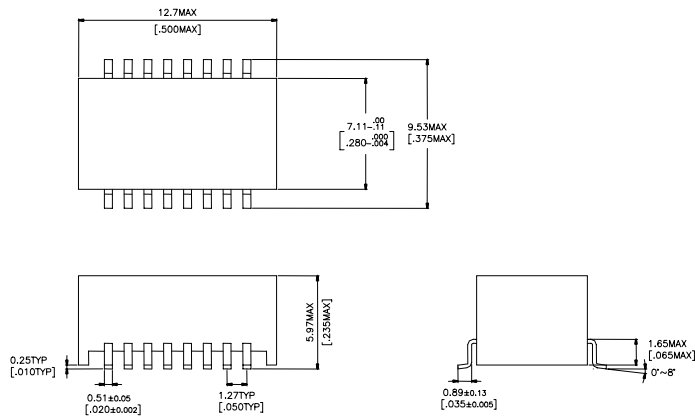 12.7MAX
[.500MAX]
7.11-.11 .00
[.280-.004 .000]
9.53MAX
[.375MAX]
5.97MAX
[.235MAX]
0.25TYP
[.010TYP]
0.51±0.05
[.020±0.002]
1.27TYP
[.050TYP]
1.65MAX
[.065MAX]
0°~8°
0.89±0.13
[.035±0.005]